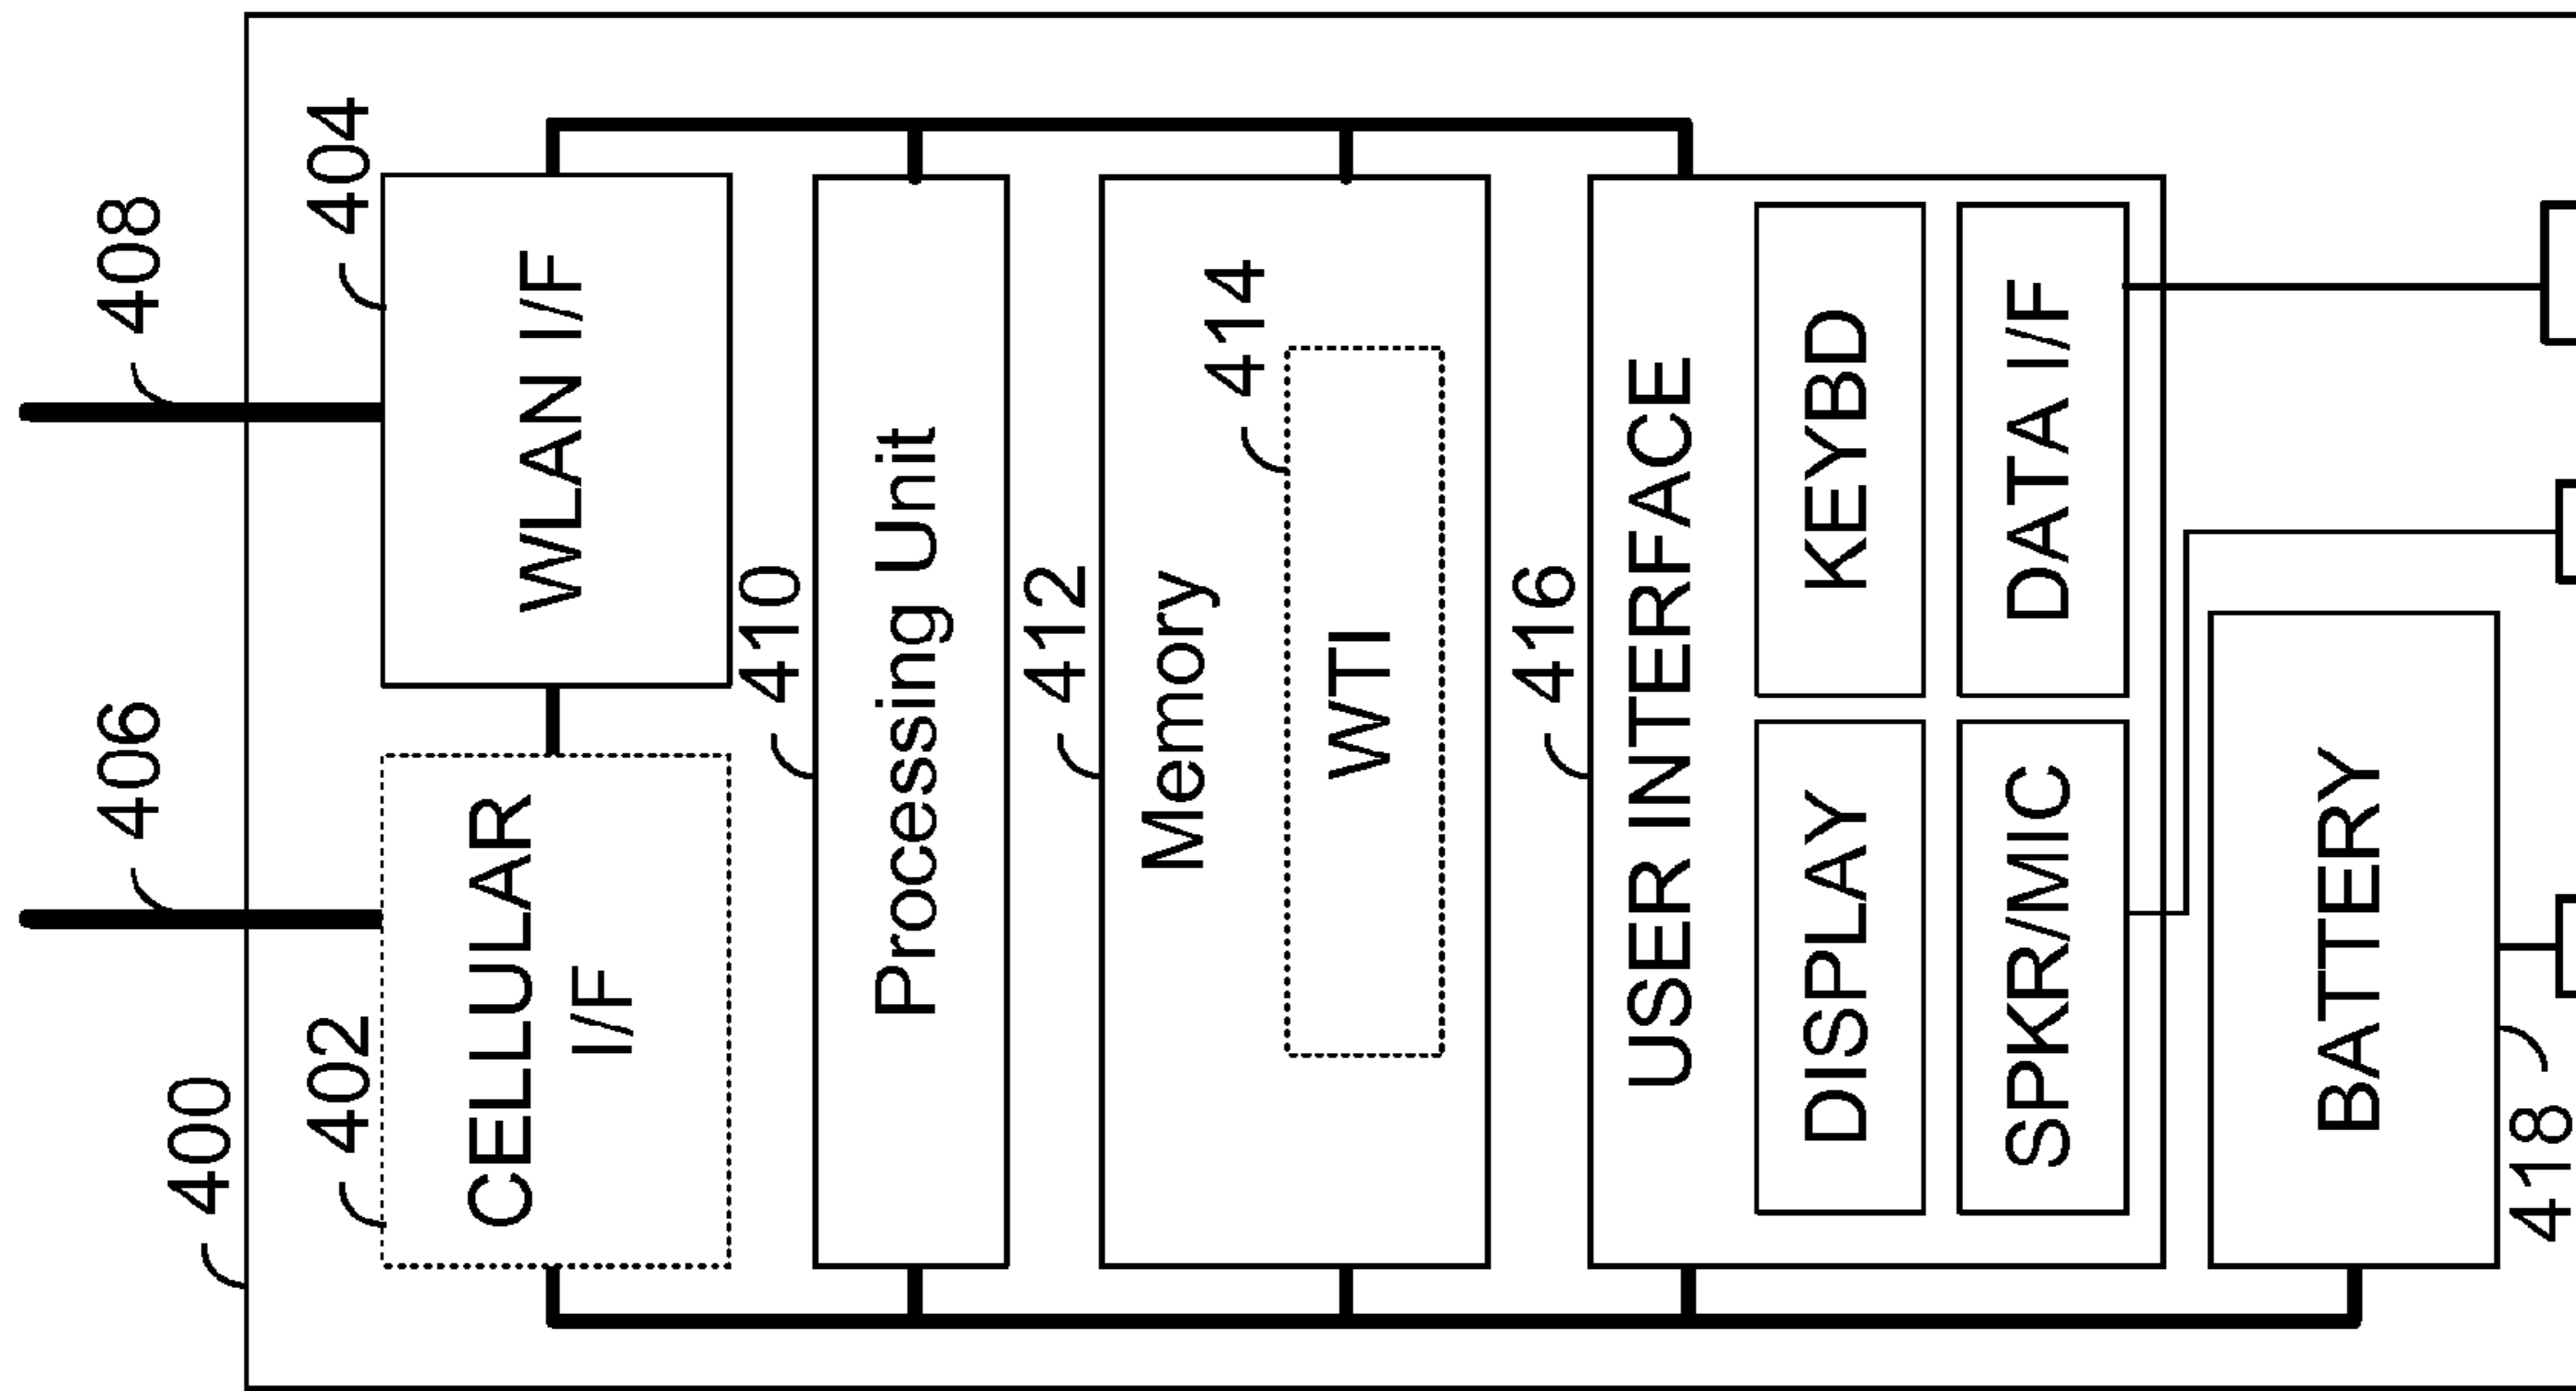 406
408
400
402
404
CELLULAR
I/F
WLAN I/F
410
Processing Unit
412
Memory
414
WTI
416
USER INTERFACE
DISPLAY
KEYBD
SPKR/MIC
DATA I/F
BATTERY
418